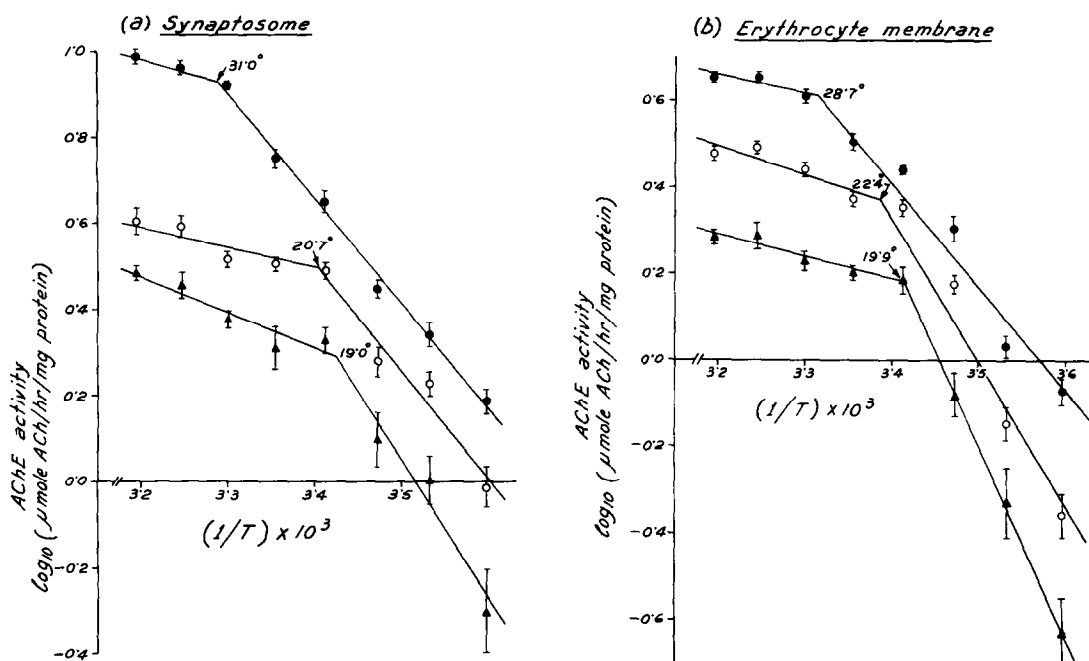 (a) Synaptosome
1·0
0·8
0·6
0·4
0·2
0·0
-0·2
-0·4
31·0°
20·7°
19·0°
3·2 3·3 3·4 3·5
(1/T) x 10³
AChE activity
Log₁₀ (μmole ACh/hr/mg protein)
(b) Erythrocyte membrane
0·6
0·4
0·2
0·0
-0·2
-0·4
-0·6
28·7°
22·4°
19·9°
3·2 3·3 3·4 3·5 3·6
(1/T) x 10³
AChE activity
Log₁₀ (μmole ACh/hr/mg protein)